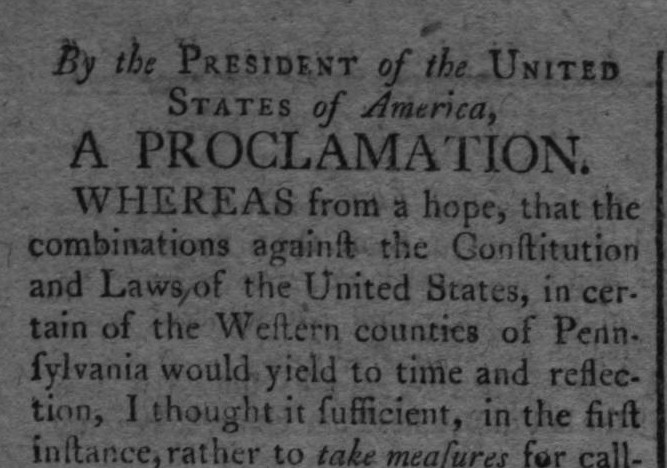 By the PRESIDENT of the UNITED
STATES of America,
A PROCLAMATION.
WHEREAS from a hope, that the
combinations againſt the Conſtitution
and Laws, of the United States, in cer-
tain of the Weſtern counties of Penn-
ſylvania would yield to time and reflec-
tion, I thought it ſufficient, in the firſt
inſtance, rather to take meaſures for call-